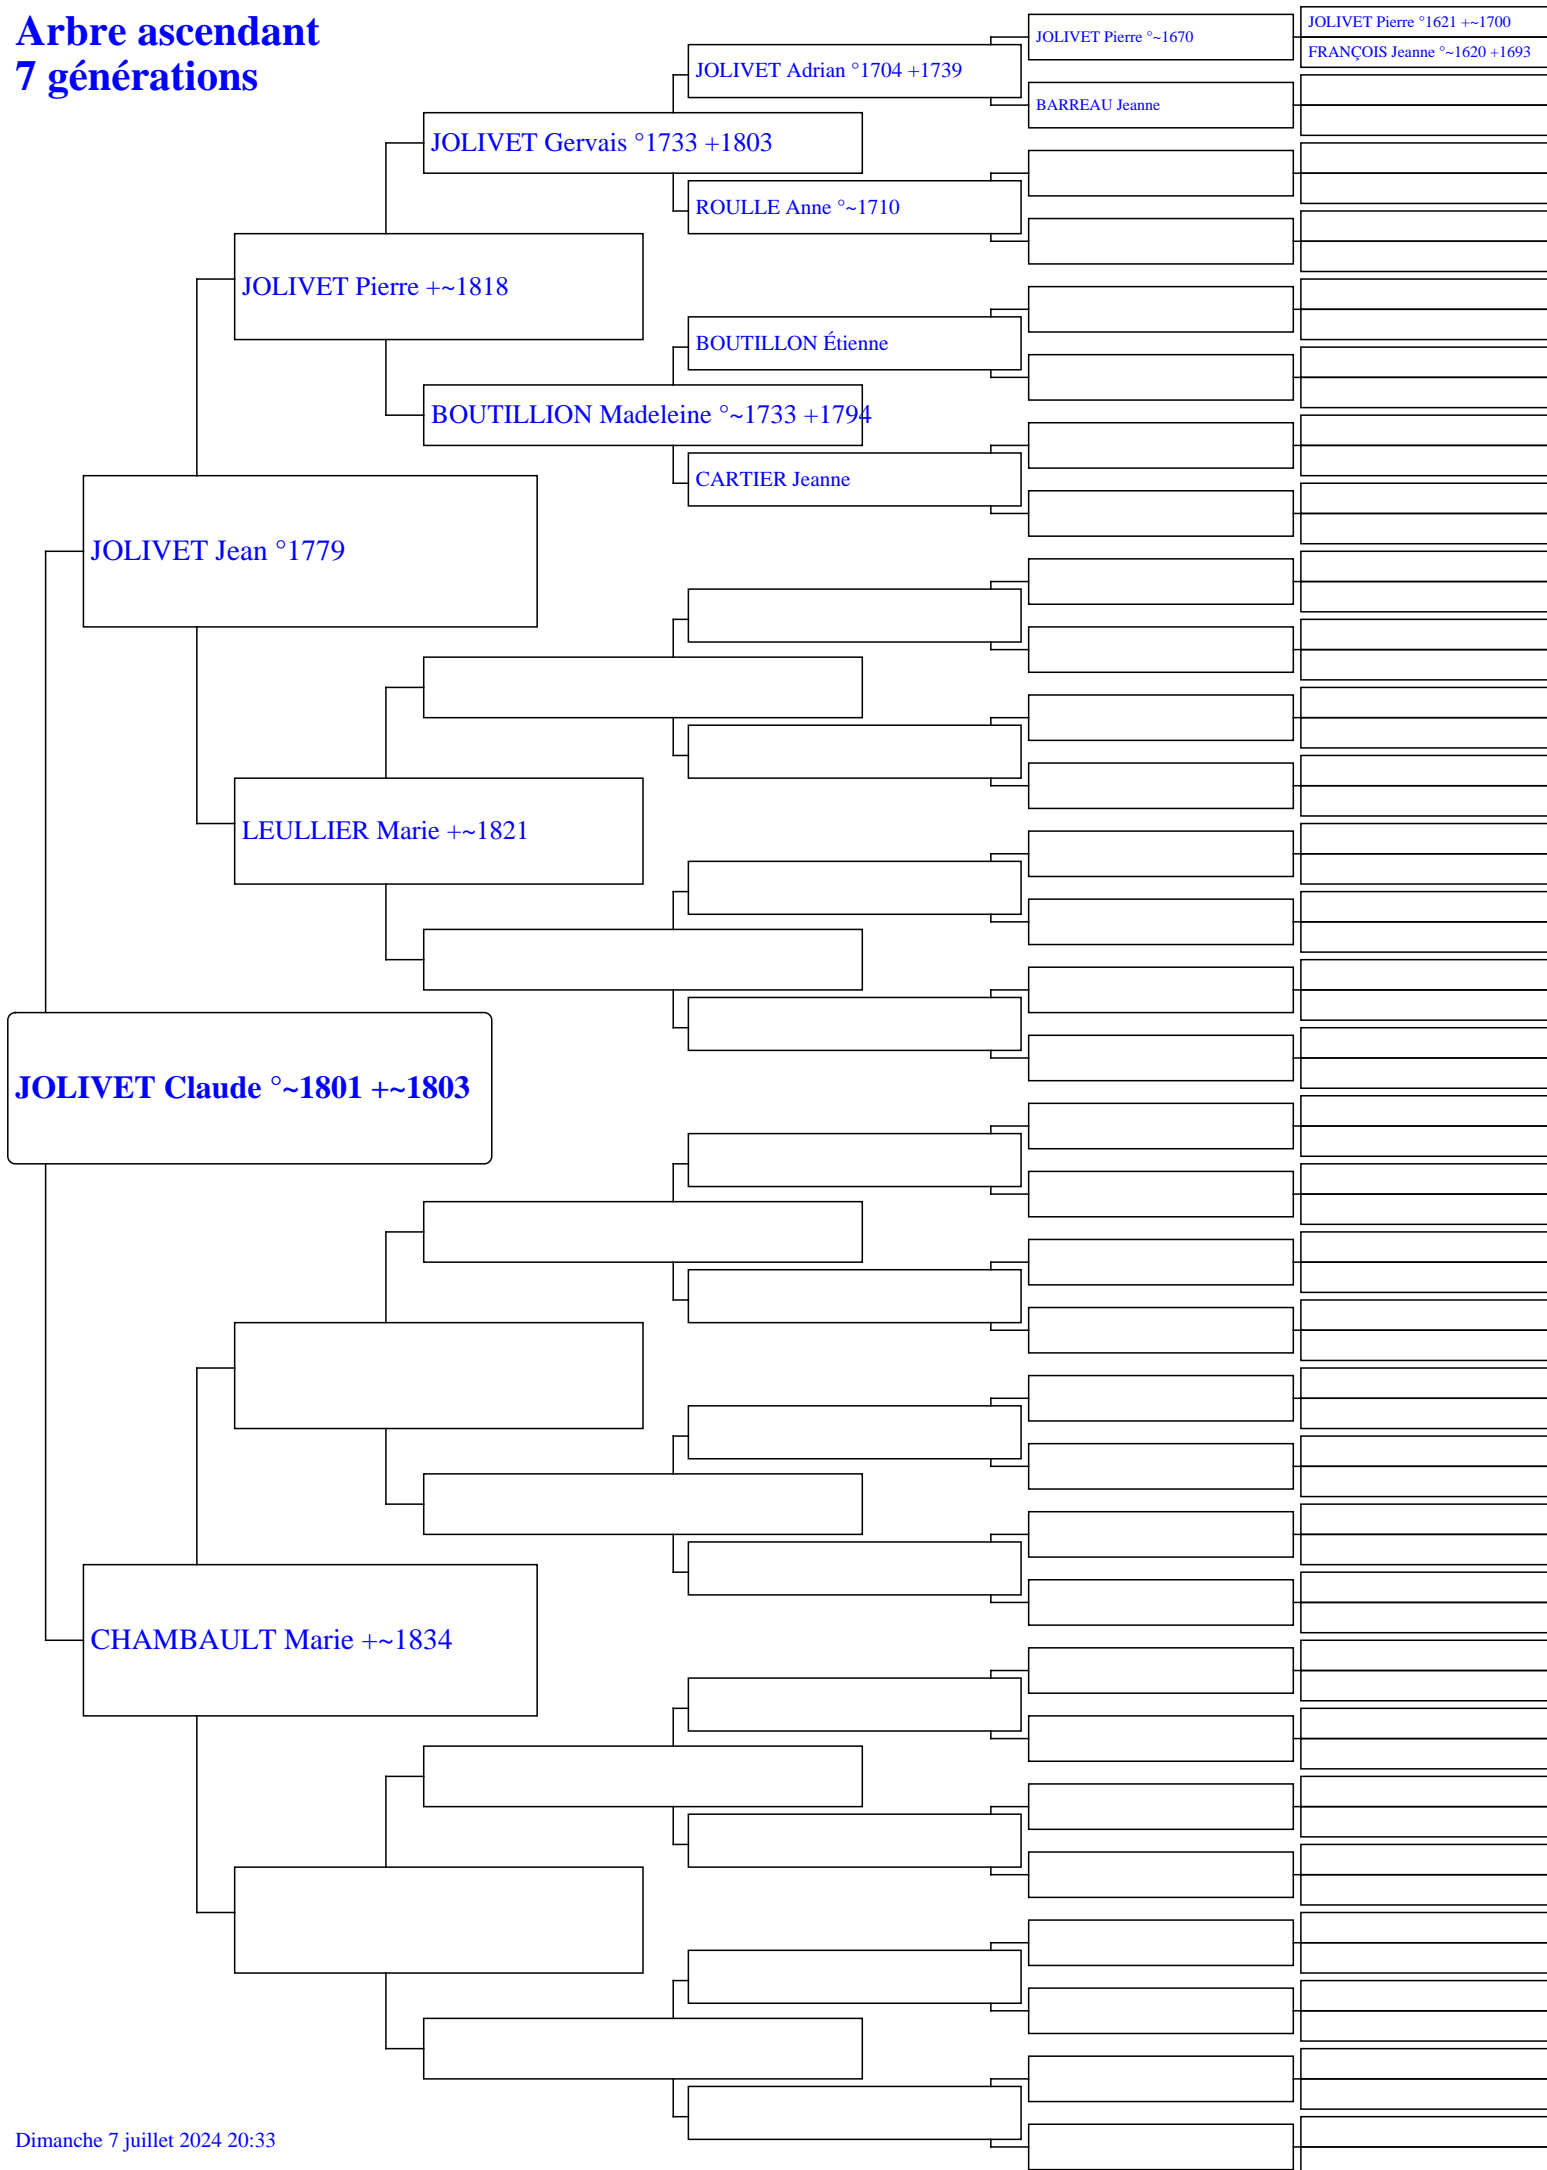 Arbre ascendant
7 générations
JOLIVET Pierre °1621 +~1700
JOLIVET Pierre °~1670
FRANÇOIS Jeanne °~1620 +1693
JOLIVET Adrian °1704 +1739
BARREAU Jeanne
JOLIVET Gervais °1733 +1803
ROULLE Anne °~1710
JOLIVET Pierre +~1818
BOUTILLON Étienne
BOUTILLION Madeleine °~1733 +1794
CARTIER Jeanne
JOLIVET Jean °1779
LEULLIER Marie +~1821
JOLIVET Claude °~1801 +~1803
CHAMBAULT Marie +~1834
Dimanche 7 juillet 2024 20:33